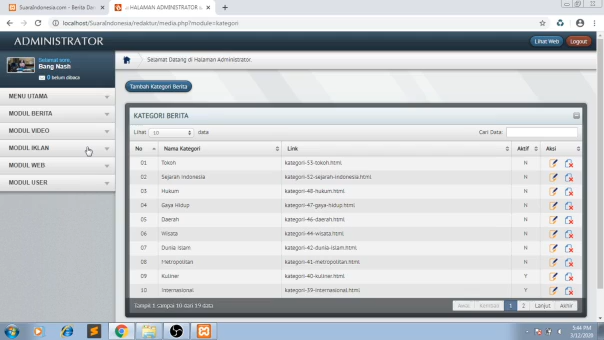 SuaraIndonesia.com - Berita Da
HALAMAN ADMINISTRATOR
localhost/SuaraIndonesia/redaktur/media.php?module=kategori
ADMINISTRATOR
Lihat Web
Logout
Selamat sore
Bang Nash
0 belum dibaca
Selamat Datang di Halaman Administrator.
MENU UTAMA
MODUL BERITA
MODUL VIDEO
MODUL IKLAN
MODUL WEB
MODUL USER
Tambah Kategori Berita
KATEGORI BERITA
Lihat 10 data
Cari Data:
No Nama Kategori Link Aktif Aksi
01 Tokoh kategori-53-tokoh.html N
02 Sejarah Indonesia kategori-52-sejarah-indonesia.html N
03 Hukum kategori-48-hukum.html N
04 Gaya Hidup kategori-47-gaya-hidup.html N
05 Daerah kategori-46-daerah.html N
06 Wisata kategori-44-wisata.html N
07 Dunia Islam kategori-42-dunia-islam.html N
08 Metropolitan kategori-41-metropolitan.html N
09 Kuliner kategori-40-kuliner.html Y
10 Internasional kategori-39-internasional.html Y
Tampil 1 sampai 10 dari 19 data
Awal Kembali 1 2 Lanjut Akhir
5:44 PM
3/12/2020